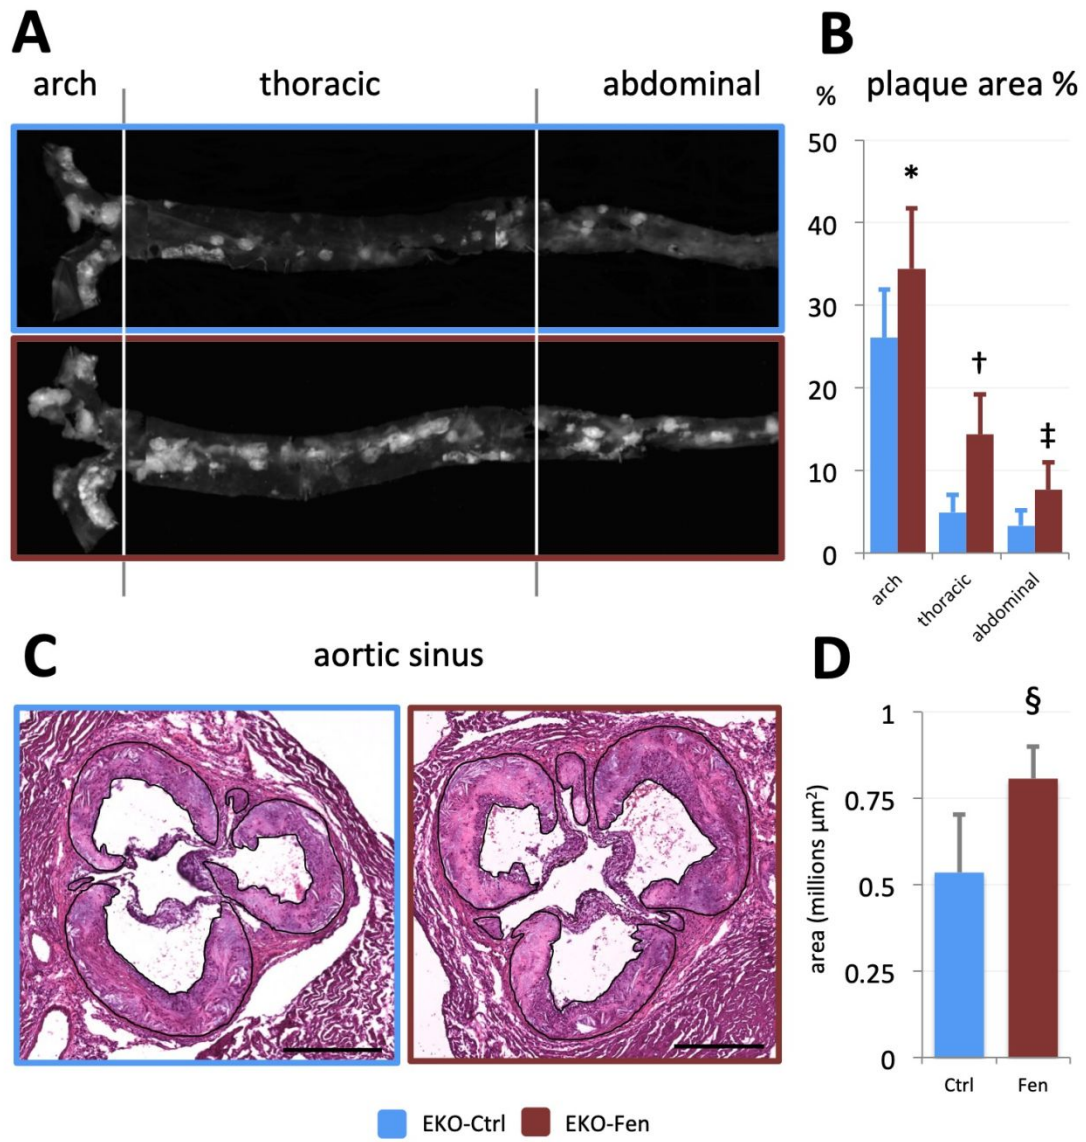 A
arch thoracic abdominal
B
% plaque area %
50
40
30
20
10
0
*
†
‡
arch
thoracic
abdominal
C
aortic sinus
D
§
1
0.75
0.5
0.25
0
area (millions µm²)
Ctrl Fen
EKO-Ctrl EKO-Fen